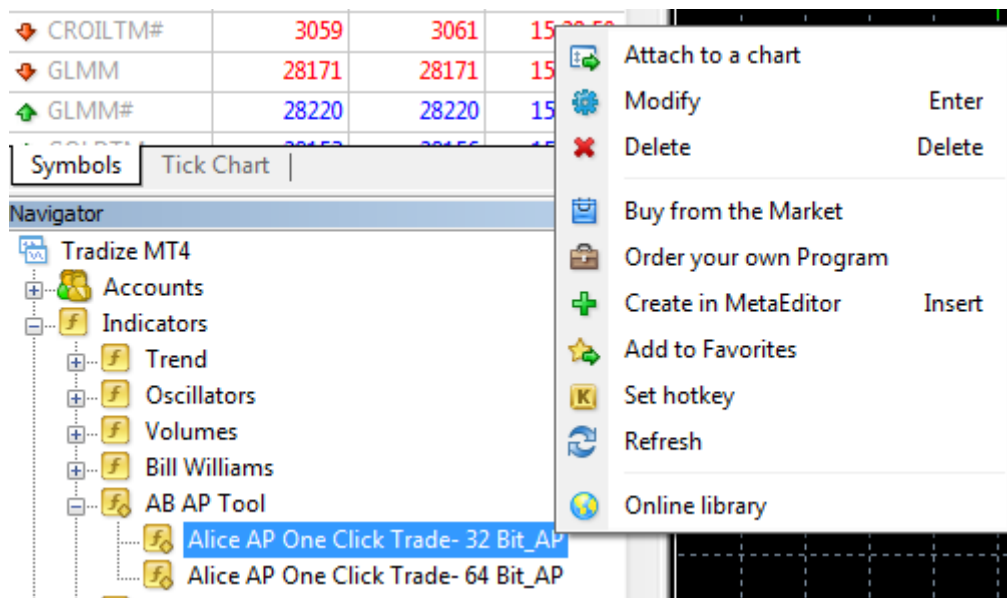 CROILTM# 3059 3061
GLMM 28171 28171 15
GLMM# 28220 28220 15
Symbols Tick Chart
Navigator
Tradize MT4
Accounts
Indicators
Trend
Oscillators
Volumes
Bill Williams
AB AP Tool
Alice AP One Click Trade- 32 Bit_AP
Alice AP One Click Trade- 64 Bit_AP
Attach to a chart
Modify Enter
Delete Delete
Buy from the Market
Order your own Program
Create in MetaEditor Insert
Add to Favorites
K Set hotkey
Refresh
Online library